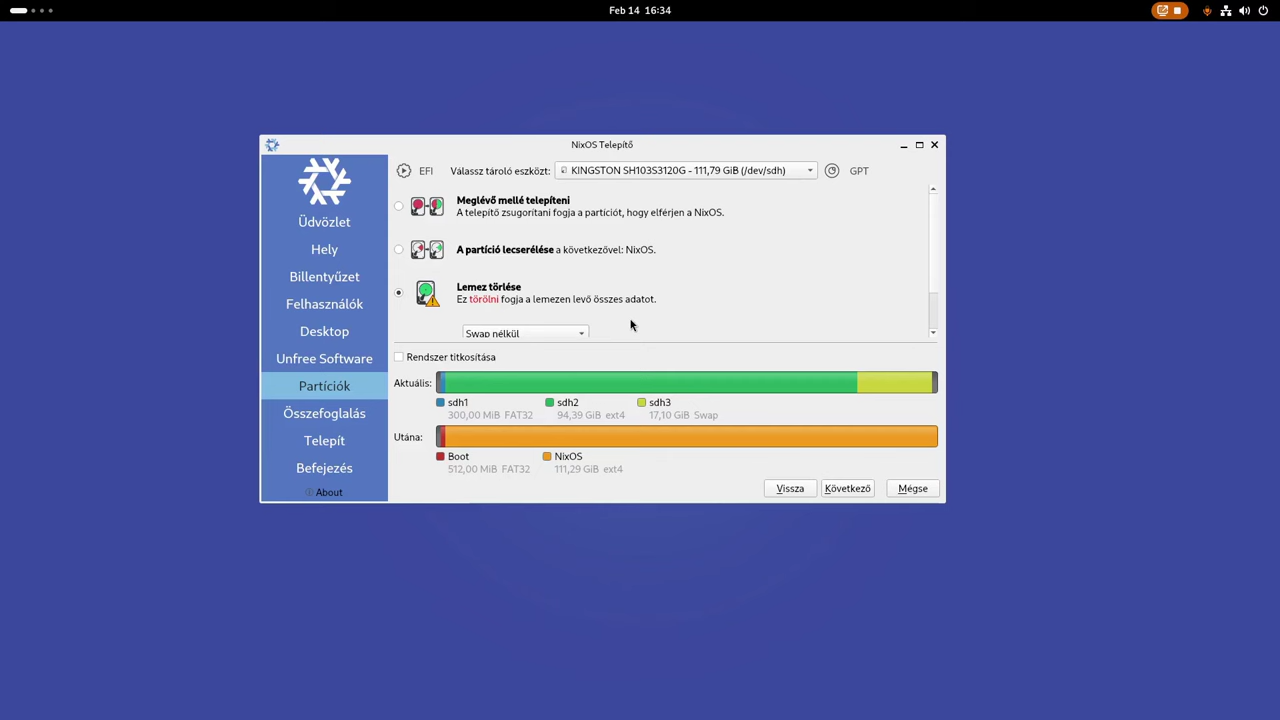 Feb 14 16:34
NixOS Telepítő
EFI Válassz tároló eszközt: KINGSTON SH103S3120G - 111,79 GiB (/dev/sdh) GPT
Üdvözlet
Hely
Billentyűzet
Felhasználók
Desktop
Unfree Software
Partíciók
Összefoglalás
Telepít
Befejezés
About
Meglévő mellé telepíteni
A telepítő zsugorítani fogja a partíciót, hogy elférjen a NixOS.
A partíció lecserélése a következővel: NixOS.
Lemez törlése
Ez törölni fogja a lemezen levő összes adatot.
Swap nélkül
Rendszer titkosítása
Aktuális:
sdh1 sdh2 sdh3
300,00 MiB FAT32 94,39 GiB ext4 17,10 GiB Swap
Utána:
Boot NixOS
512,00 MiB FAT32 111,29 GiB ext4
Vissza Következő Mégse